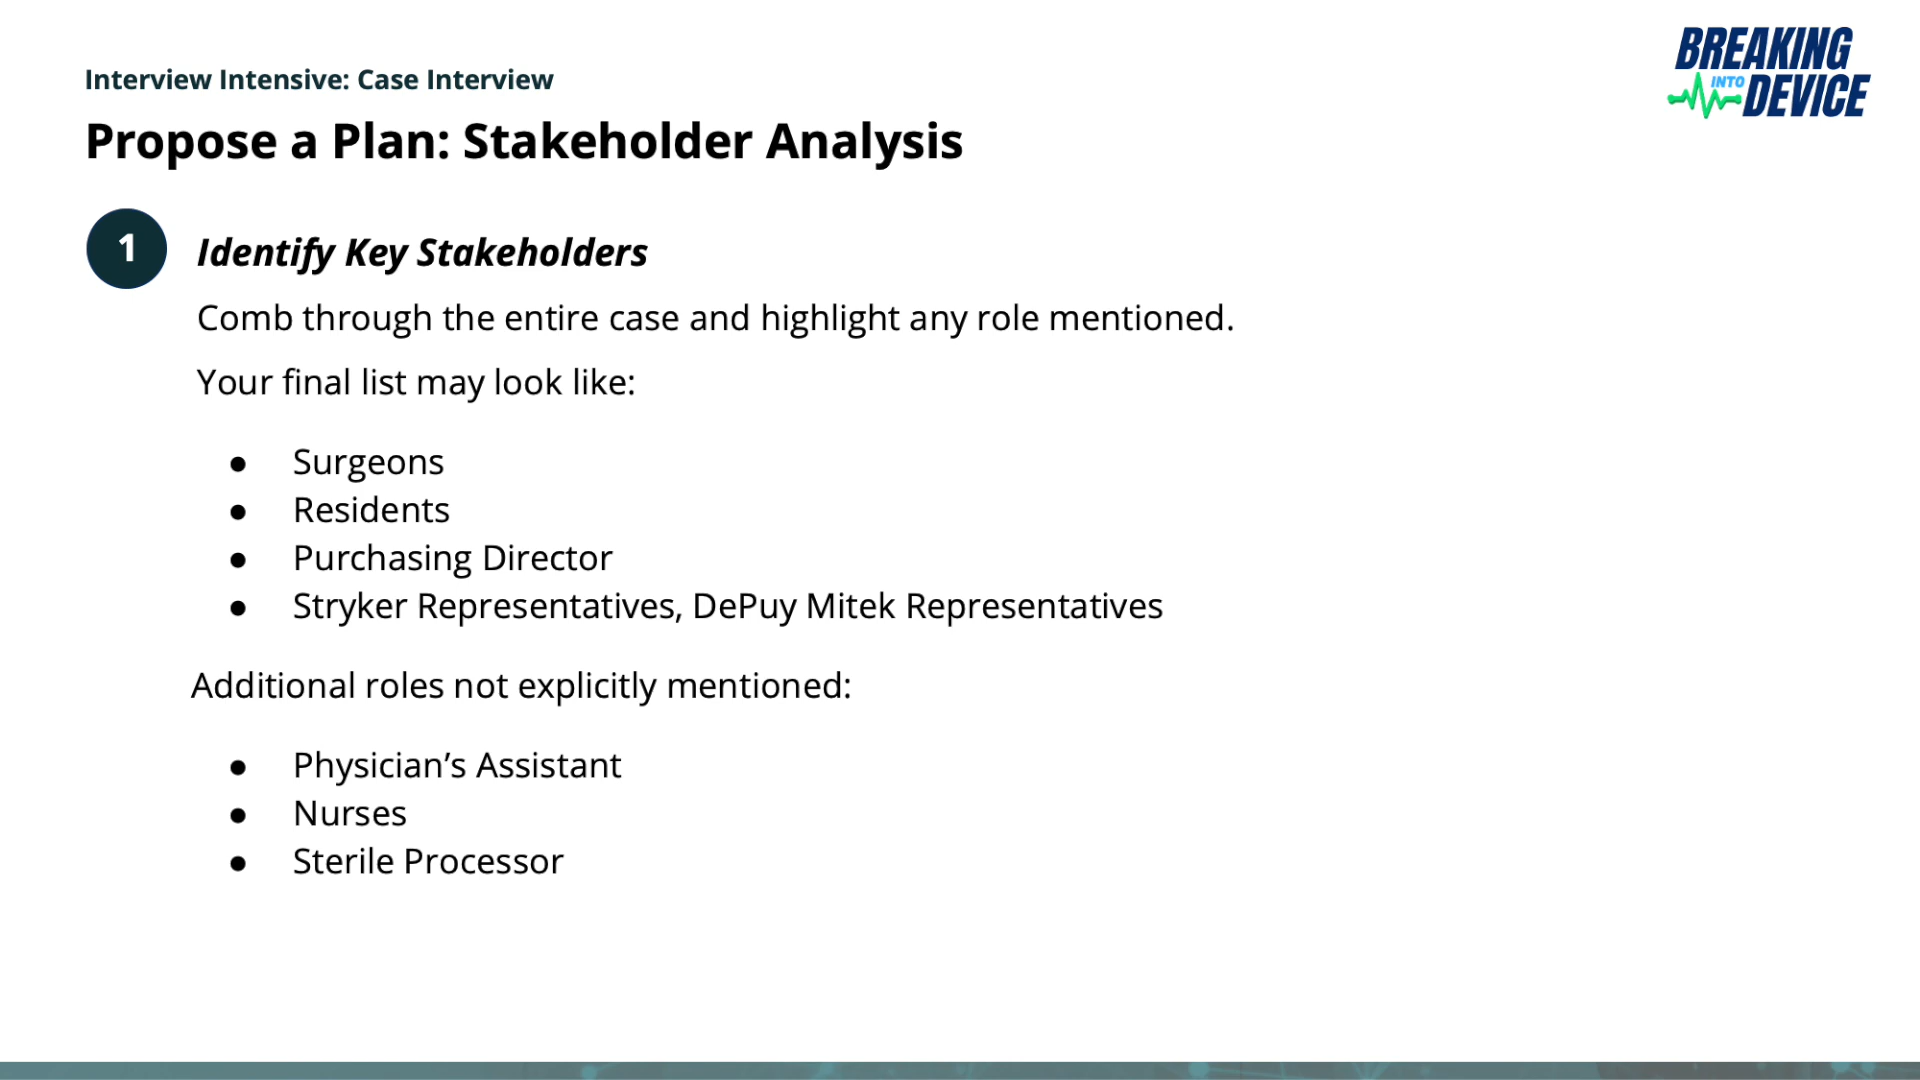 Interview Intensive: Case Interview
Propose a Plan: Stakeholder Analysis
BREAKING
INTO
DEVICE
1
Identify Key Stakeholders
Comb through the entire case and highlight any role mentioned.
Your final list may look like:
● Surgeons
● Residents
● Purchasing Director
● Stryker Representatives, DePuy Mitek Representatives
Additional roles not explicitly mentioned:
● Physician’s Assistant
● Nurses
● Sterile Processor